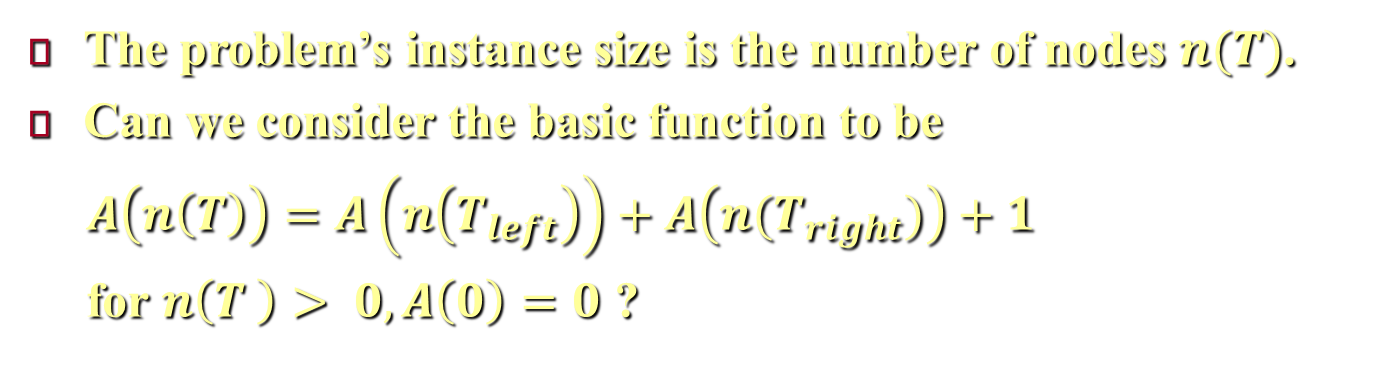 The problem's instance size is the number of nodes n(T).
Can we consider the basic function to be
A(n(T)) = A(n(T_left)) + A(n(T_right)) + 1
for n(T) > 0, A(0) = 0 ?